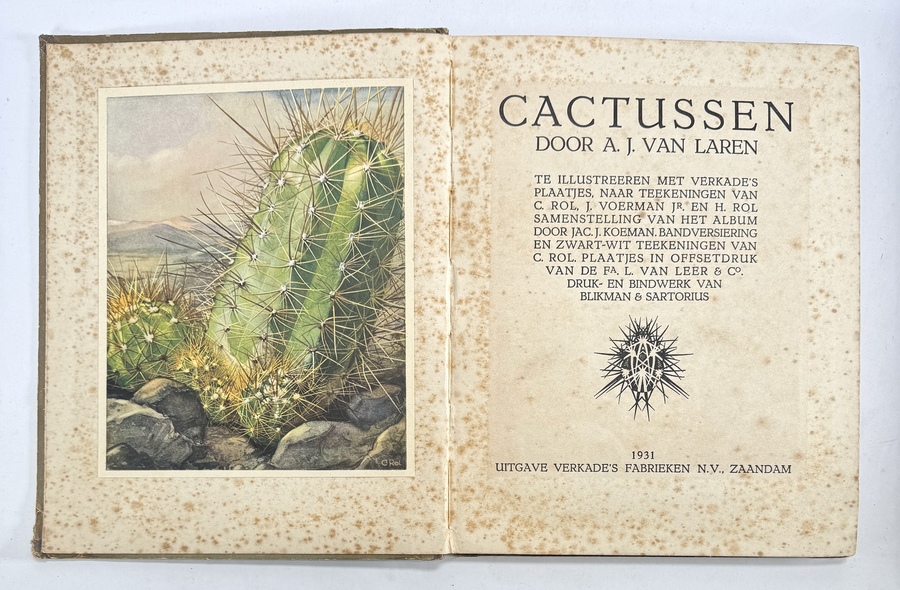 C Rol
CACTUSSEN
DOOR A. J. VAN LAREN
TE ILLUSTREEREN MET VERKADE'S
PLAATJES, NAAR TEEKENINGEN VAN
C. ROL, J. VOERMAN JR. EN H. ROL
SAMENSTELLING VAN HET ALBUM
DOOR JAC. J. KOEMAN. BANDVERSIERING
EN ZWART-WIT TEEKENINGEN VAN
C. ROL. PLAATJES IN OFFSETDRUK
VAN DE FA. L. VAN LEER & Co.
DRUK- EN BINDWERK VAN
BLIKMAN & SARTORIUS
1931
UITGAVE VERKADE'S FABRIEKEN N.V., ZAANDAM